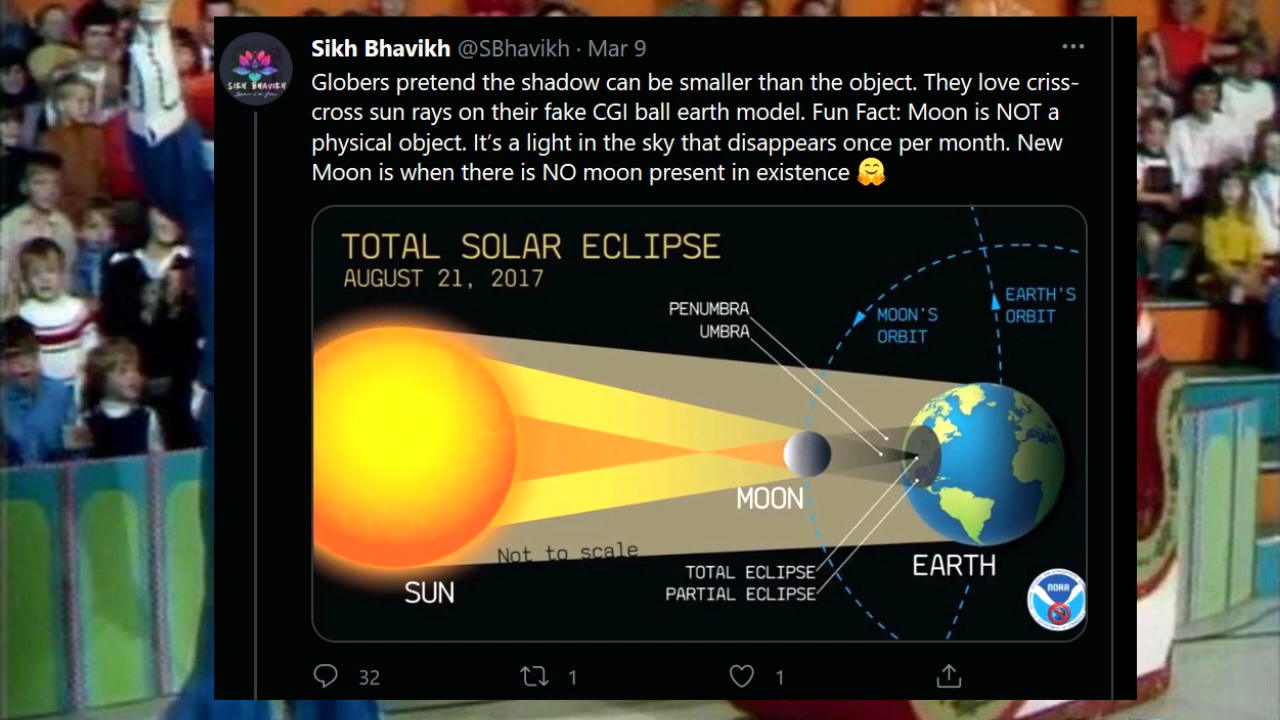 Sikh Bhavikh @SBhavikh · Mar 9
Globers pretend the shadow can be smaller than the object. They love criss-
cross sun rays on their fake CGI ball earth model. Fun Fact: Moon is NOT a
physical object. It’s a light in the sky that disappears once per month. New
Moon is when there is NO moon present in existence 🤗
SIKH BHAVIKH
TOTAL SOLAR ECLIPSE
AUGUST 21, 2017
PENUMBRA
UMBRA
MOON'S
ORBIT
EARTH'S
ORBIT
MOON
Not to scale
SUN
TOTAL ECLIPSE
PARTIAL ECLIPSE
EARTH
NOAA
32
1
1